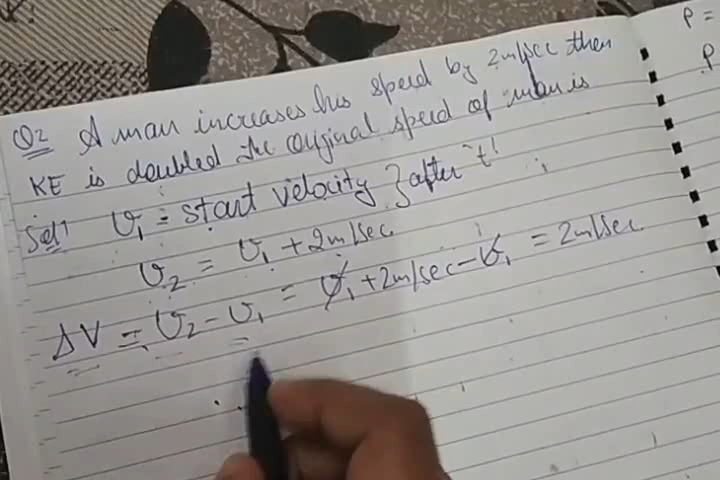 Q2 A man increases his speed by 2m/sec then
KE is doubled the original speed of man is
Solⁿ v₁ = start velocity } after 't'
v₂ = v₁ + 2m/sec
ΔV = v₂ - v₁ = v₁ + 2m/sec - v₁ = 2m/sec
P =
P